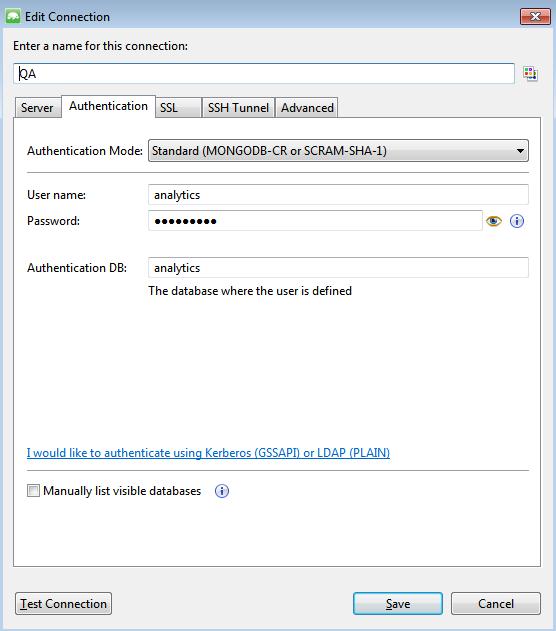 Edit Connection
Enter a name for this connection:
QA
Server Authentication SSL SSH Tunnel Advanced
Authentication Mode: Standard (MONGODB-CR or SCRAM-SHA-1)
User name: analytics
Password: ●●●●●●●●●
Authentication DB: analytics
The database where the user is defined
I would like to authenticate using Kerberos (GSSAPI) or LDAP (PLAIN)
Manually list visible databases
Test Connection Save Cancel